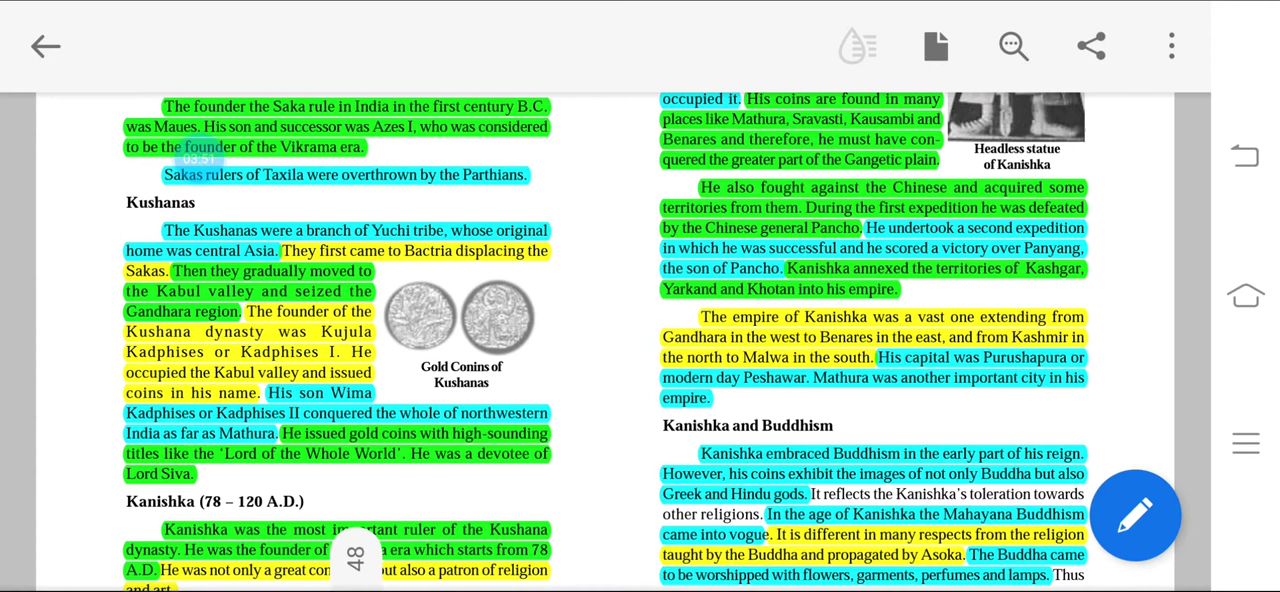 The founder the Saka rule in India in the first century B.C.
was Maues. His son and successor was Azes I, who was considered
to be the founder of the Vikrama era.
03:51
Sakas rulers of Taxila were overthrown by the Parthians.
Kushanas
The Kushanas were a branch of Yuchi tribe, whose original
home was central Asia. They first came to Bactria displacing the
Sakas. Then they gradually moved to
the Kabul valley and seized the
Gandhara region. The founder of the
Kushana dynasty was Kujula
Kadphises or Kadphises I. He
occupied the Kabul valley and issued
coins in his name. His son Wima
Gold Conins of
Kushanas
Kadphises or Kadphises II conquered the whole of northwestern
India as far as Mathura. He issued gold coins with high-sounding
titles like the ‘Lord of the Whole World’. He was a devotee of
Lord Siva.
Kanishka (78 – 120 A.D.)
Kanishka was the most tant ruler of the Kushana
dysasty. He was the founder of a era which starts from 78
A.D. He was not only a great con ut also a patron of religion
and art.
48
occupied it. His coins are found in many
places like Mathura, Sravasti, Kausambi and
Benares and therefore, he must have con-
quered the greater part of the Gangetic plain.
Headless statue
of Kanishka
He also fought against the Chinese and acquired some
territories from them. During the first expedition he was defeated
by the Chinese general Pancho. He undertook a second expedition
in which he was successful and he scored a victory over Panyang,
the son of Pancho. Kanishka annexed the territories of Kashgar,
Yarkand and Khotan into his empire.
The empire of Kanishka was a vast one extending from
Gandhara in the west to Benares in the east, and from Kashmir in
the north to Malwa in the south. His capital was Purushapura or
modern day Peshawar. Mathura was another important city in his
empire.
Kanishka and Buddhism
Kanishka embraced Buddhism in the early part of his reign.
However, his coins exhibit the images of not only Buddha but also
Greek and Hindu gods. It reflects the Kanishka’s toleration towards
other religions. In the age of Kanishka the Mahayana Buddhism
came into vogue. It is different in many respects from the religion
taught by the Buddha and propagated by Asoka. The Buddha came
to be worshipped with flowers, garments, perfumes and lamps. Thus